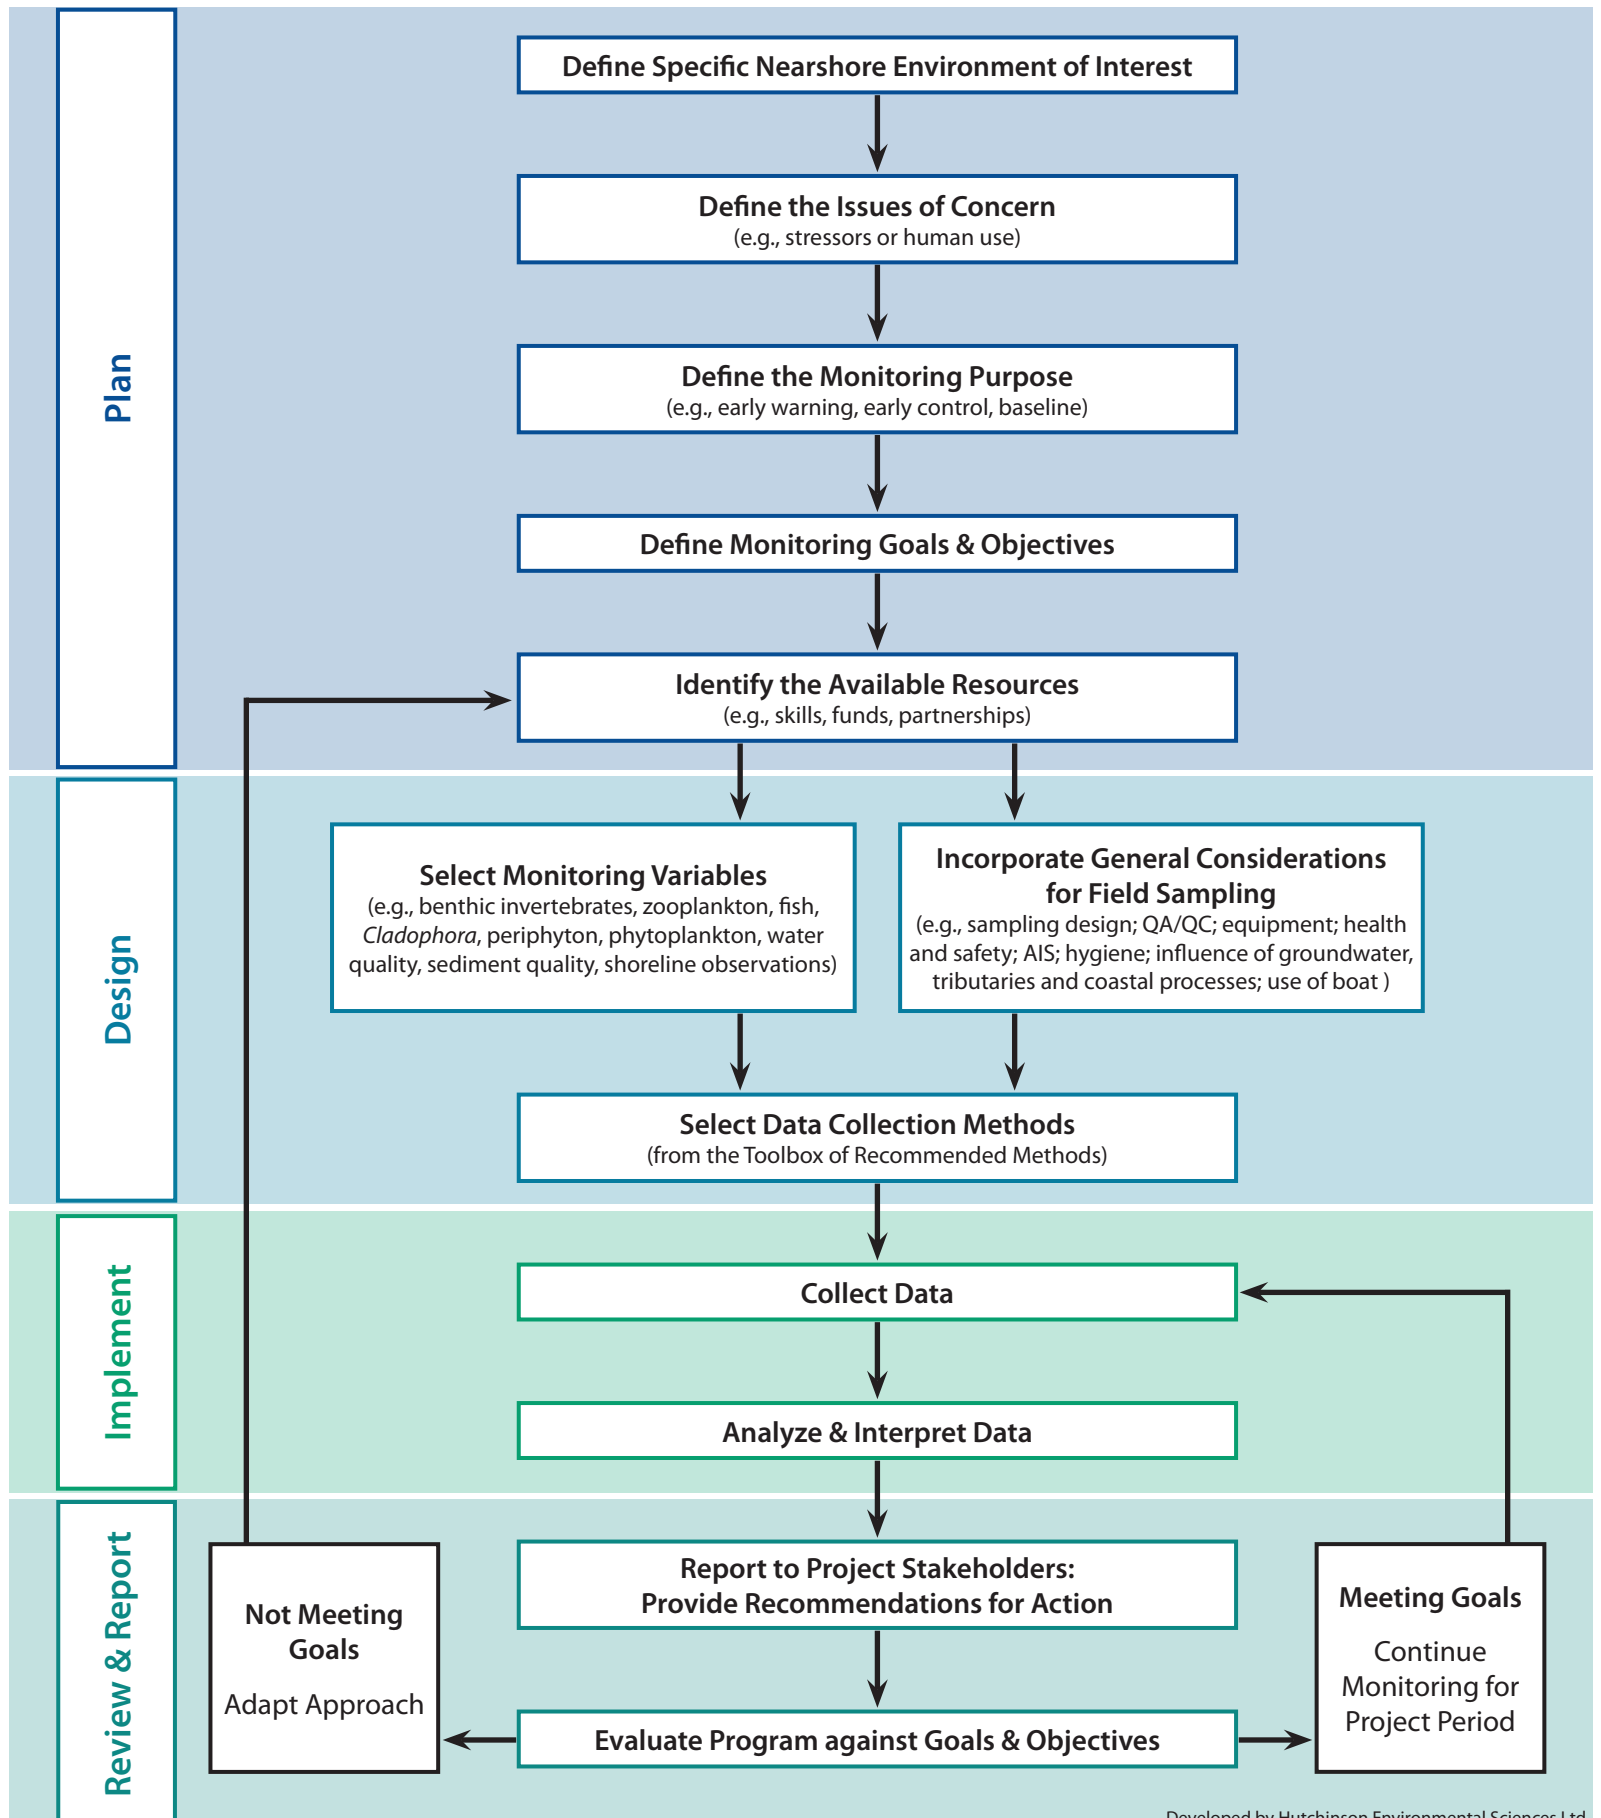 Plan
Define Specific Nearshore Environment of Interest
Define the Issues of Concern
(e.g., stressors or human use)
Define the Monitoring Purpose
(e.g., early warning, early control, baseline)
Define Monitoring Goals & Objectives
Identify the Available Resources
(e.g., skills, funds, partnerships)
Design
Select Monitoring Variables
(e.g., benthic invertebrates, zooplankton, fish,
Cladophora, periphyton, phytoplankton, water
quality, sediment quality, shoreline observations)
Incorporate General Considerations
for Field Sampling
(e.g., sampling design; QA/QC; equipment; health
and safety; AIS; hygiene; influence of groundwater,
tributaries and coastal processes; use of boat )
Select Data Collection Methods
(from the Toolbox of Recommended Methods)
Implement
Collect Data
Analyze & Interpret Data
Review & Report
Report to Project Stakeholders:
Provide Recommendations for Action
Not Meeting
Goals
Adapt Approach
Meeting Goals
Continue
Monitoring for
Project Period
Evaluate Program against Goals & Objectives
Developed by Hutchinson Environmental Sciences Ltd